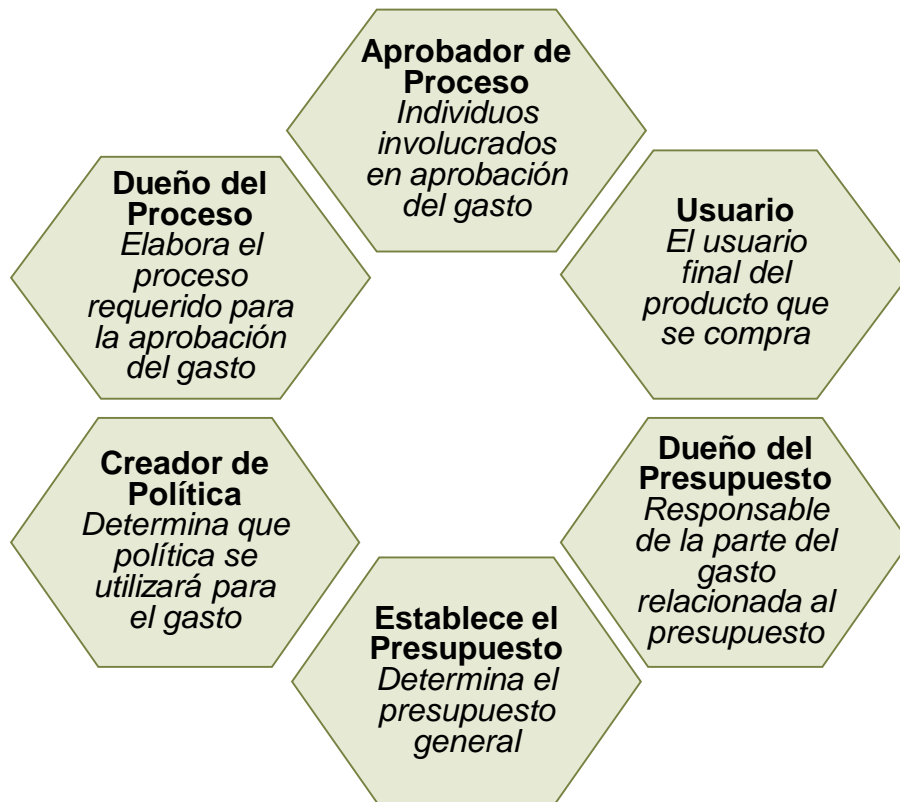 Aprobador de
Proceso
Individuos
involucrados
en aprobación
del gasto
Usuario
El usuario
final del
producto que
se compra
Dueño del
Presupuesto
Responsable
de la parte del
gasto
relacionada al
presupuesto
Establece el
Presupuesto
Determina el
presupuesto
general
Creador de
Política
Determina que
política se
utilizará para
el gasto
Dueño del
Proceso
Elabora el
proceso
requerido para
la aprobación
del gasto